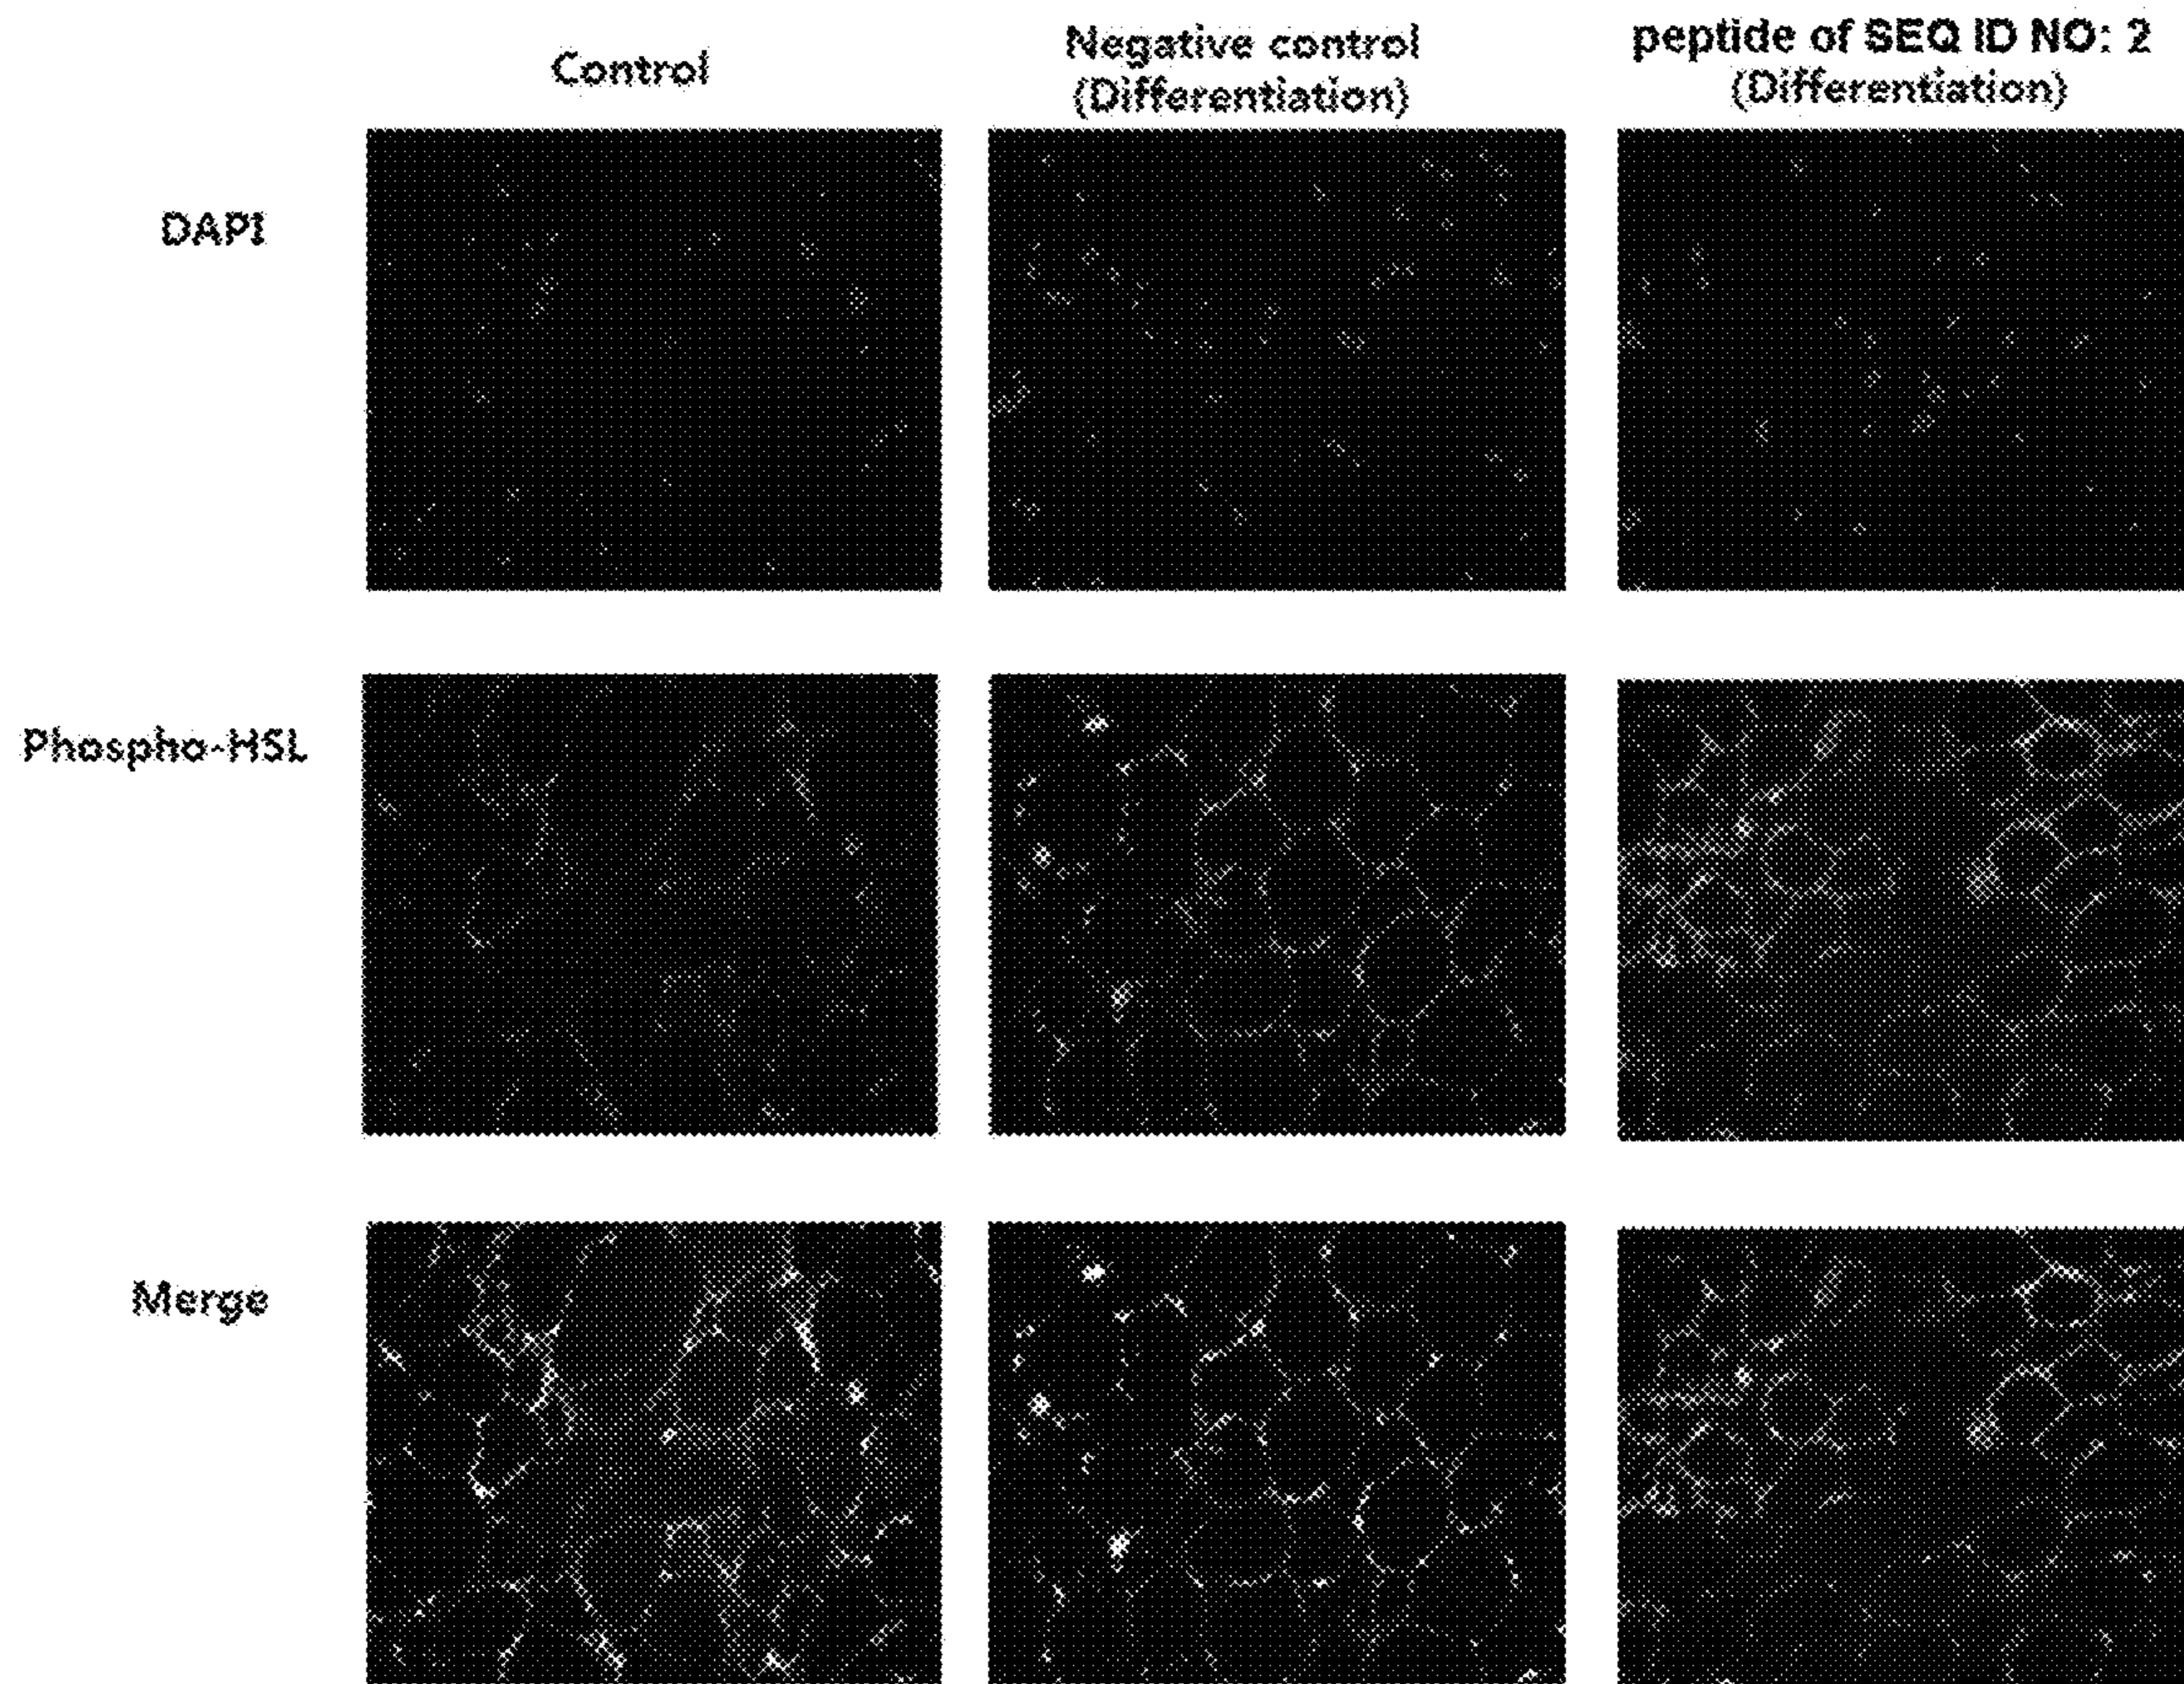 Control
Negative control
(Differentiation)
peptide of SEQ ID NO: 2
(Differentiation)
DAPI
Phospho-HSL
Merge